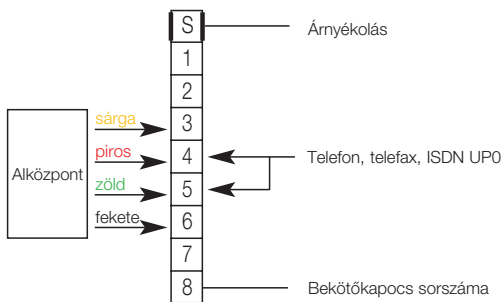 S
Árnyékolás
1
2
sárga
3
piros
4
Telefon, telefax, ISDN UP0
Alközpont
zöld
5
fekete
6
7
8
Bekötőkapocs sorszáma